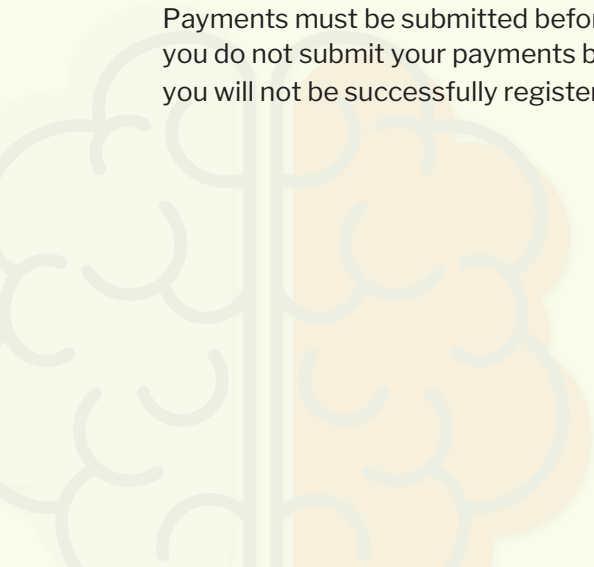 Payments must be submitted
you do not submit your payments
you will not be successfully